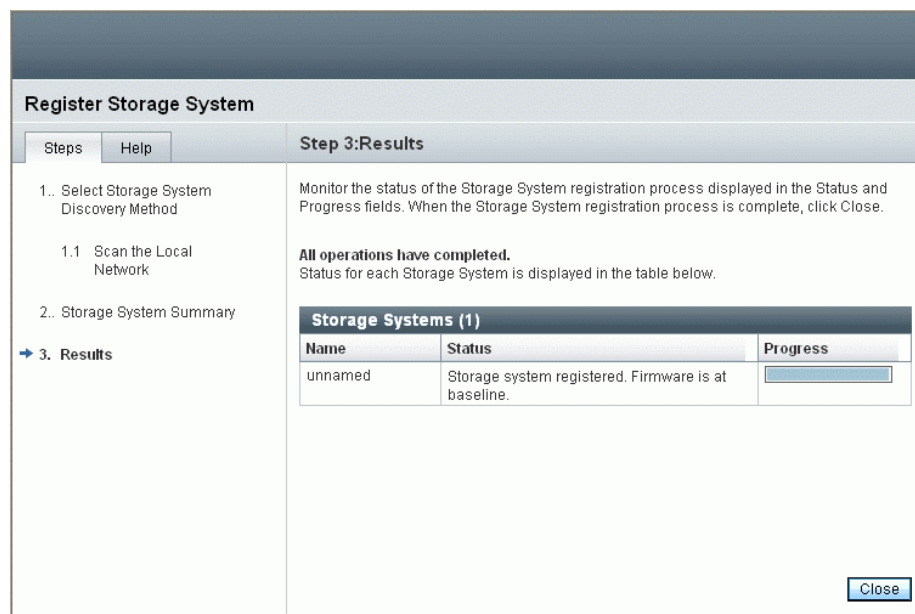 Register Storage System
Steps
Help
1.. Select Storage System
Discovery Method
1.1 Scan the Local
Network
2.. Storage System Summary
3. Results
Step 3:Results
Monitor the status of the Storage System registration process displayed in the Status and
Progress fields. When the Storage System registration process is complete, click Close.
All operations have completed.
Status for each Storage System is displayed in the table below.
Storage Systems (1)
Name Status Progress
unnamed Storage system registered. Firmware is at
baseline.
Close